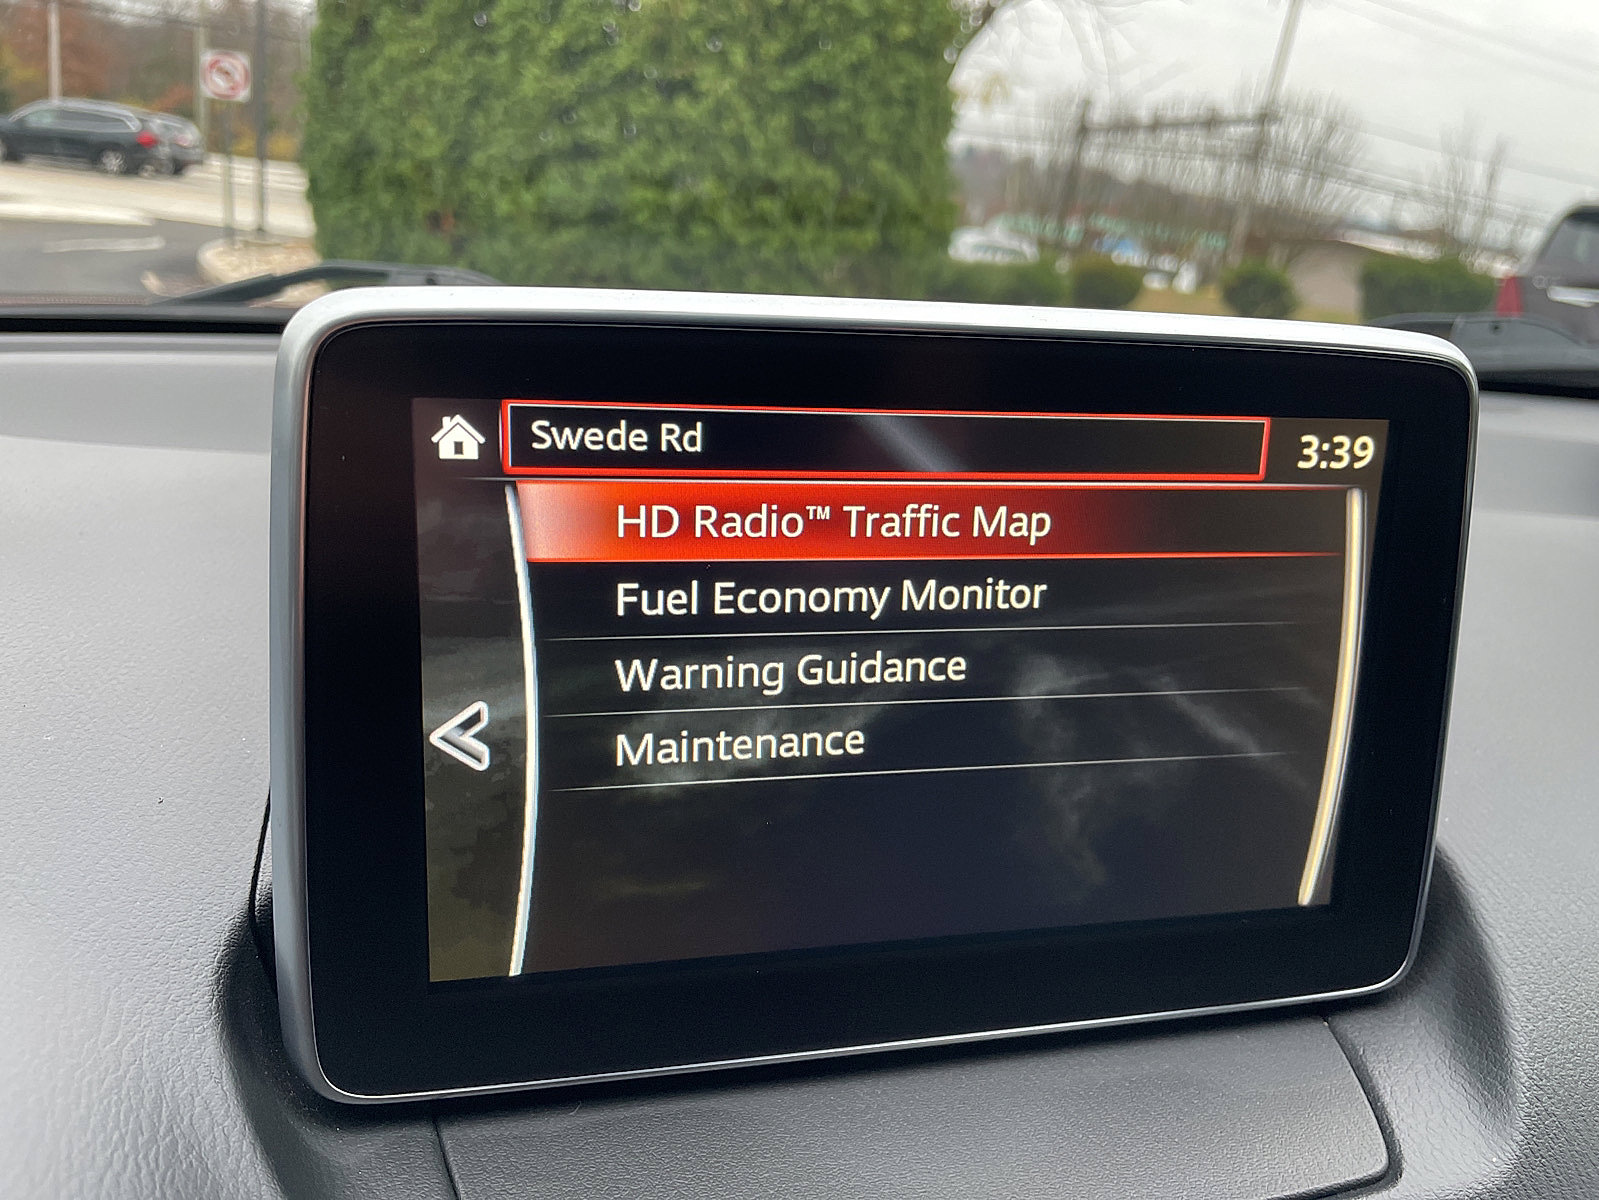 Swede Rd
3:39
HD Radio™ Traffic Map
Fuel Economy Monitor
Warning Guidance
Maintenance